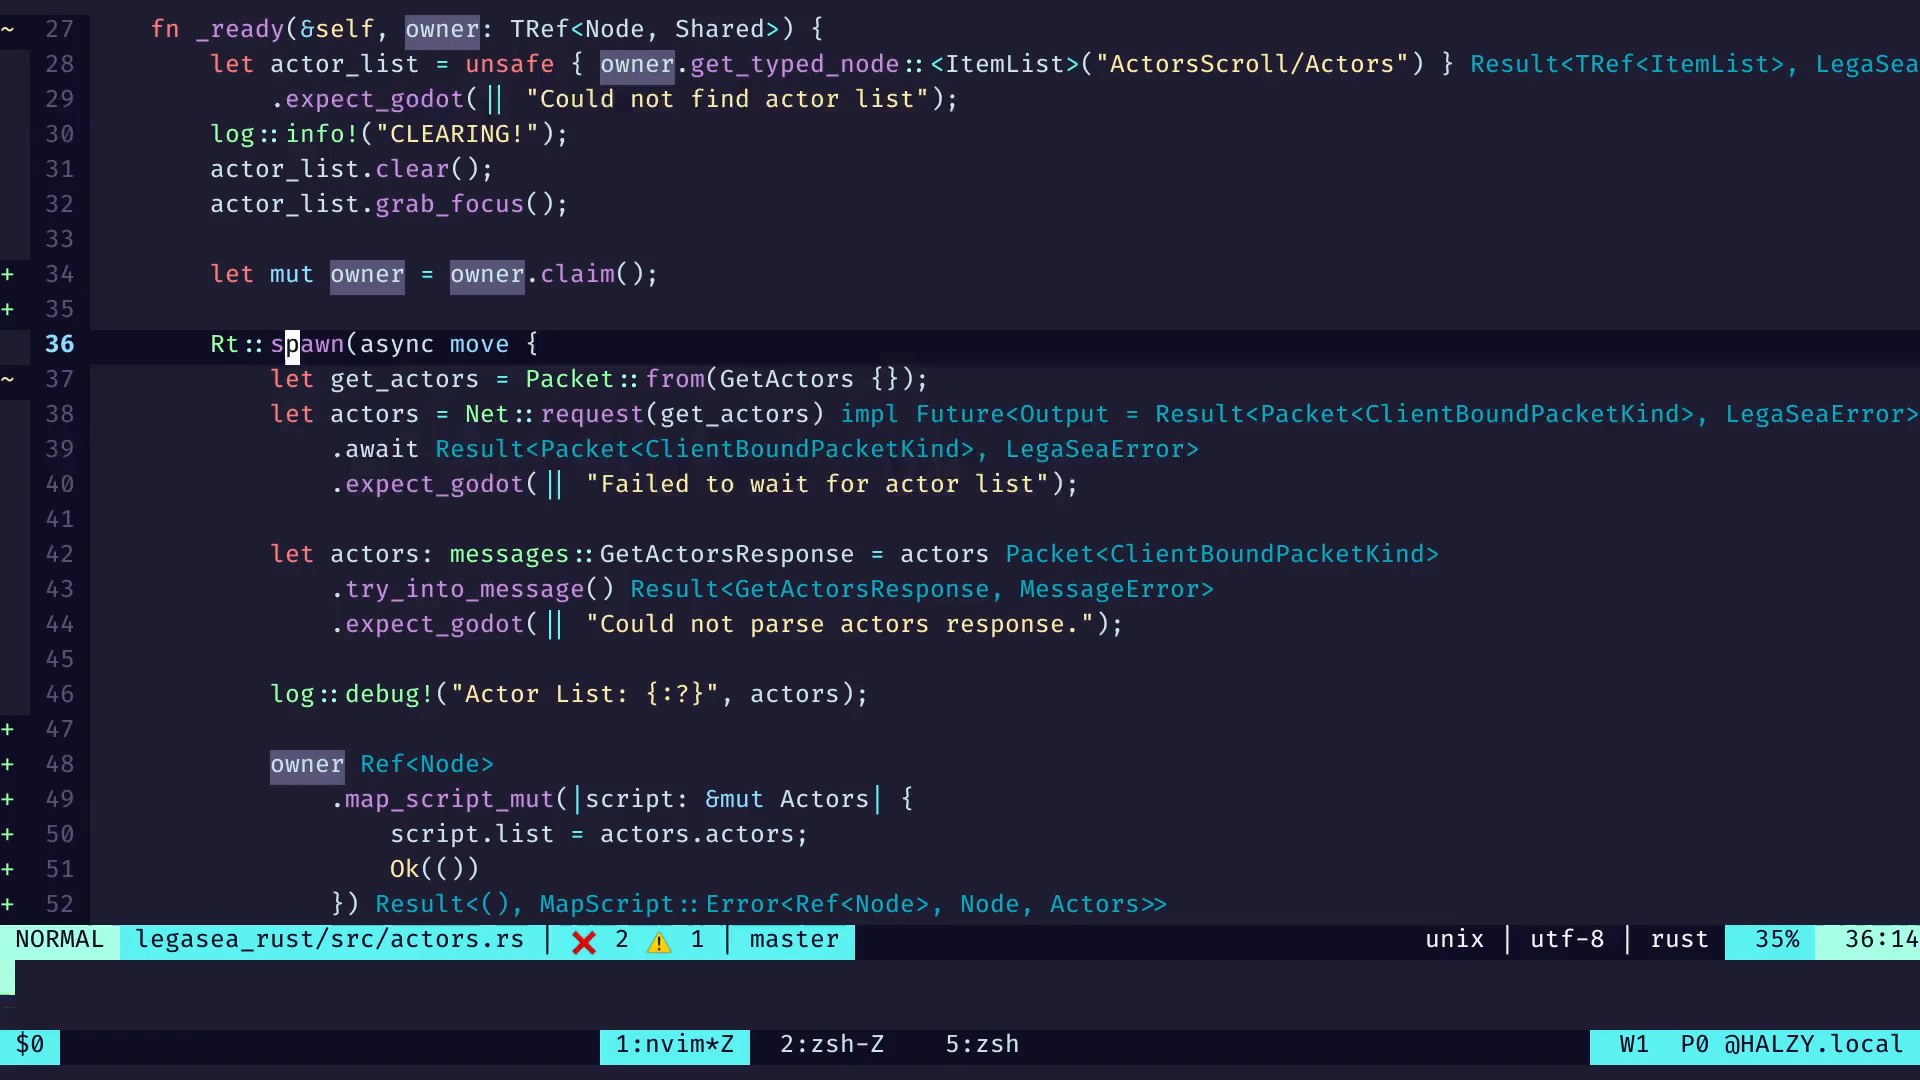 ~ 27 fn _ready(&self, owner: TRef<Node, Shared>) {
28 let actor_list = unsafe { owner.get_typed_node::<ItemList>("ActorsScroll/Actors") } Result<TRef<ItemList>, LegaSea
29 .expect_godot(|| "Could not find actor list");
30 log::info!("CLEARING!");
31 actor_list.clear();
32 actor_list.grab_focus();
33
+ 34 let mut owner = owner.claim();
+ 35
36 Rt::spawn(async move {
~ 37 let get_actors = Packet::from(GetActors {});
38 let actors = Net::request(get_actors) impl Future<Output = Result<Packet<ClientBoundPacketKind>, LegaSeaError>
39 .await Result<Packet<ClientBoundPacketKind>, LegaSeaError>
40 .expect_godot(|| "Failed to wait for actor list");
41
42 let actors: messages::GetActorsResponse = actors Packet<ClientBoundPacketKind>
43 .try_into_message() Result<GetActorsResponse, MessageError>
44 .expect_godot(|| "Could not parse actors response.");
45
46 log::debug!("Actor List: {:?}", actors);
+ 47
+ 48 owner Ref<Node>
+ 49 .map_script_mut(|script: &mut Actors| {
+ 50 script.list = actors.actors;
+ 51 Ok(())
+ 52 }) Result<(), MapScript::Error<Ref<Node>, Node, Actors>>
NORMAL legasea_rust/src/actors.rs | ❌ 2 ⚠ 1 | master unix | utf-8 | rust 35% 36:14
$0 1:nvim*Z 2:zsh-Z 5:zsh W1 P0 @HALZY.local